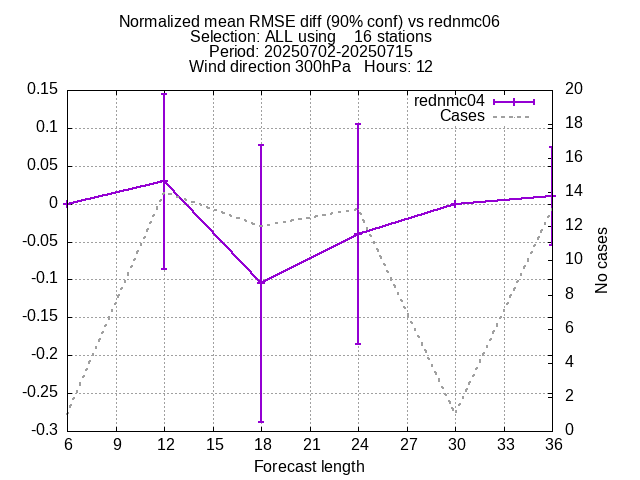 Normalized mean RMSE diff (90% conf) vs rednmc06
Selection: ALL using    16 stations
Period: 20250702-20250715
Wind direction 300hPa   Hours: 12
rednmc04
Cases
0.15
0.1
0.05
0
-0.05
-0.1
-0.15
-0.2
-0.25
-0.3
20
18
16
14
12
10
8
6
4
2
0
No cases
6 9 12 15 18 21 24 27 30 33 36
Forecast length